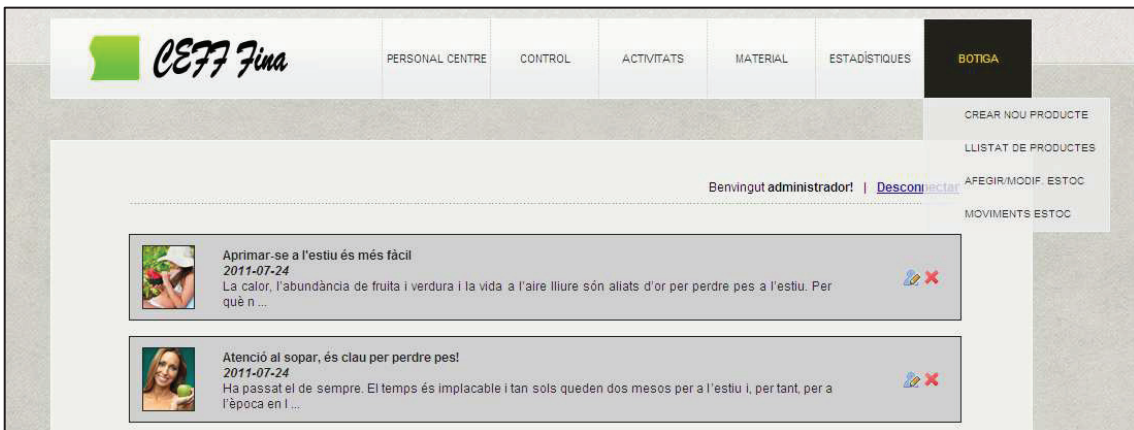 CEFF Fina
PERSONAL CENTRE CONTROL ACTIVITATS MATERIAL ESTADÍSTIQUES BOTIGA
CREAR NOU PRODUCTE
LLISTAT DE PRODUCTES
AFEGIR/MODIF. ESTOC
MOVIMENTS ESTOC
Benvingut administrador! | Desconnectar
Aprimar-se a l'estiu és més fàcil
2011-07-24
La calor, l'abundància de fruita i verdura i la vida a l'aire lliure són aliats d'or per perdre pes a l'estiu. Per
què n ...
Atenció al sopar, és clau per perdre pes!
2011-07-24
Ha passat el de sempre. El temps és implacable i tan sols queden dos mesos per a l'estiu i, per tant, per a
l'època en l ...